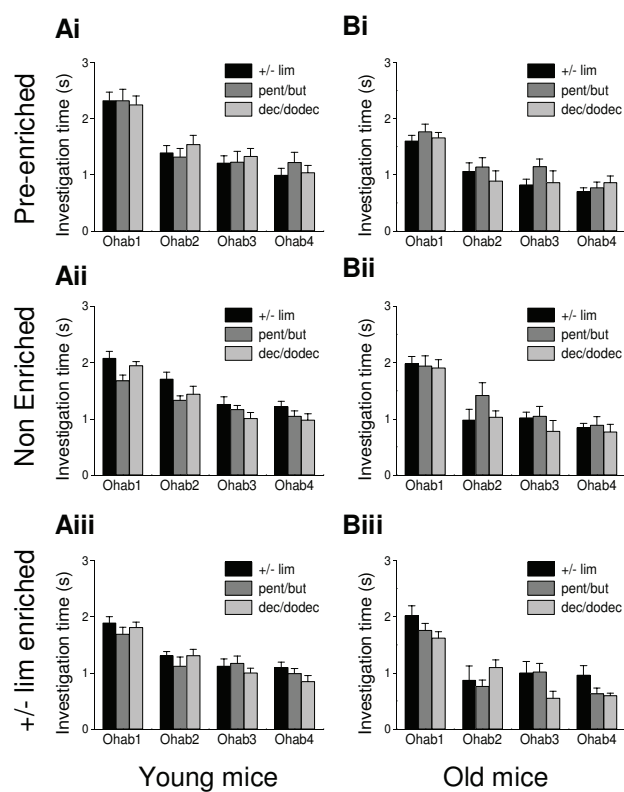 Ai
Pre-enriched
Investigation time (s)
3
2
1
0
+/- lim
pent/but
dec/dodec
Ohab1 Ohab2 Ohab3 Ohab4
Bi
Investigation time (s)
3
2
1
0
+/- lim
pent/but
dec/dodec
Ohab1 Ohab2 Ohab3 Ohab4
Aii
Non Enriched
Investigation time (s)
3
2
1
0
+/- lim
pent/but
dec/dodec
Ohab1 Ohab2 Ohab3 Ohab4
Bii
Investigation time (s)
3
2
1
0
+/- lim
pent/but
dec/dodec
Ohab1 Ohab2 Ohab3 Ohab4
Aiii
+/- lim enriched
Investigation time (s)
3
2
1
0
+/- lim
pent/but
dec/dodec
Ohab1 Ohab2 Ohab3 Ohab4
Biii
Investigation time (s)
3
2
1
0
+/- lim
pent/but
dec/dodec
Ohab1 Ohab2 Ohab3 Ohab4
Young mice
Old mice